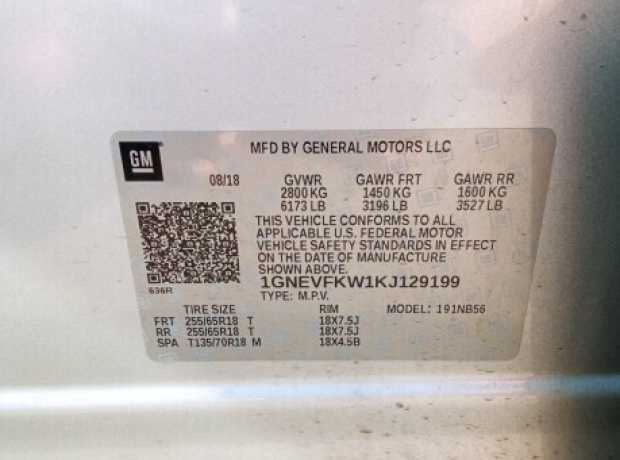 GM
MFD BY GENERAL MOTORS LLC
08/18 GVWR GAWR FRT GAWR RR
2800 KG 1450 KG 1600 KG
6173 LB 3196 LB 3527 LB
THIS VEHICLE CONFORMS TO ALL
APPLICABLE U.S. FEDERAL MOTOR
VEHICLE SAFETY STANDARDS IN EFFECT
ON THE DATE OF MANUFACTURE
SHOWN ABOVE.
636R 1GNEVFKW1KJ129199
TYPE: M.P.V.
TIRE SIZE RIM MODEL: 191NB56
FRT 255/65R18 T 18X7.5J
RR 255/65R18 T 18X7.5J
SPA T135/70R18 M 18X4.5B